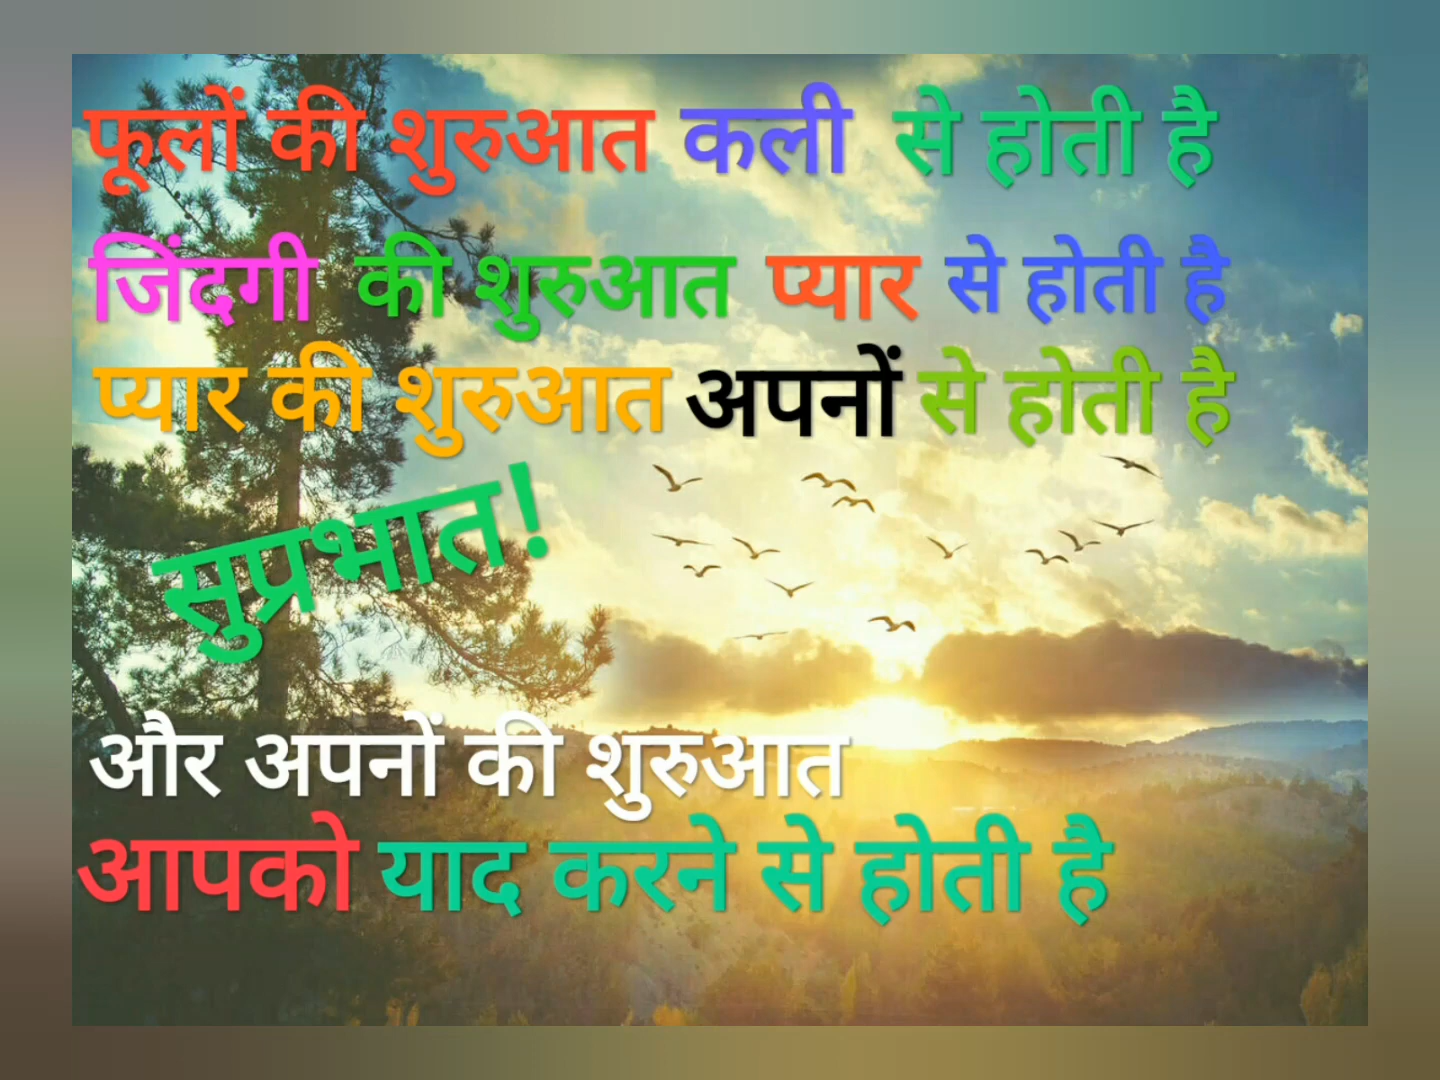 फूलों की शुरुआत कली से होती है
जिंदगी की शुरुआत प्यार से होती है
प्यार की शुरुआत अपनों से होती है
सुप्रभात!
और अपनों की शुरुआत
आपको याद करने से होती है